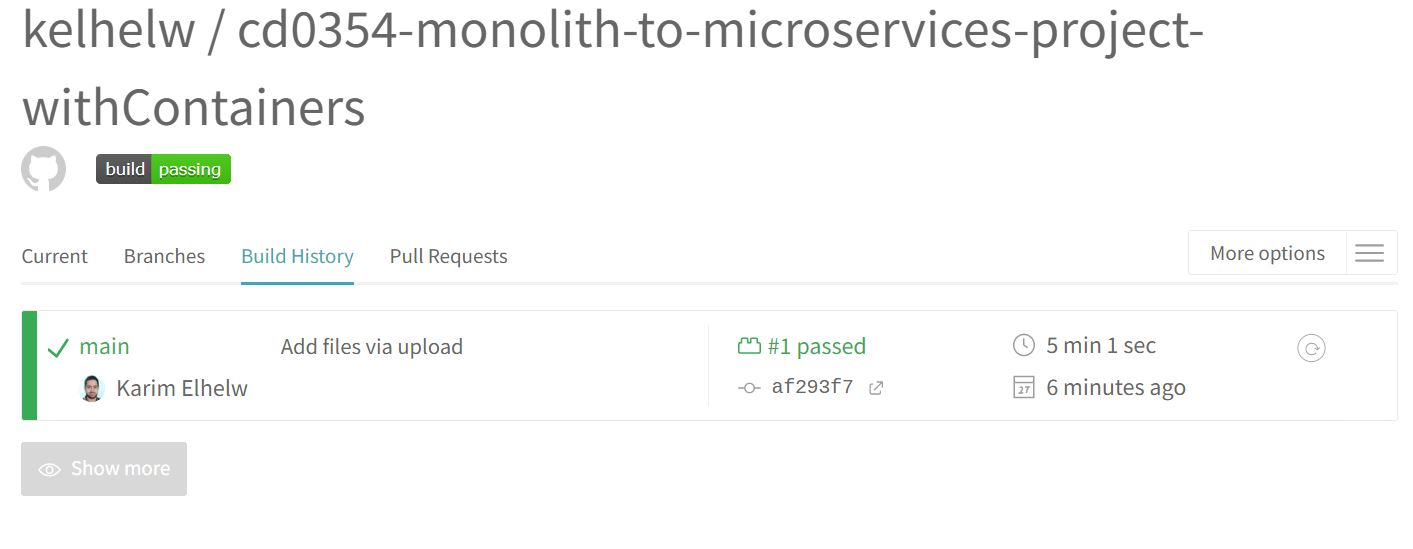 kelhelw / cd0354-monolith-to-microservices-project-
withContainers
build passing
Current Branches Build History Pull Requests More options
main Add files via upload #1 passed 5 min 1 sec
Karim Elhelw af293f7 27 6 minutes ago
Show more